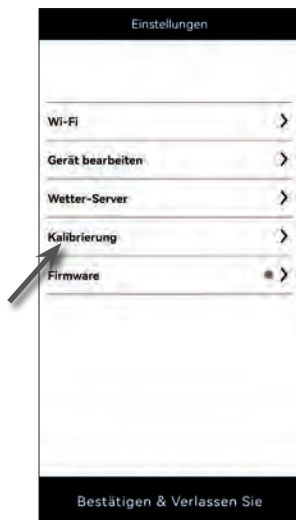 Einstellungen
Wi-Fi
Gerät bearbeiten
Wetter-Server
Kalibrierung
Firmware
Bestätigen & Verlassen Sie